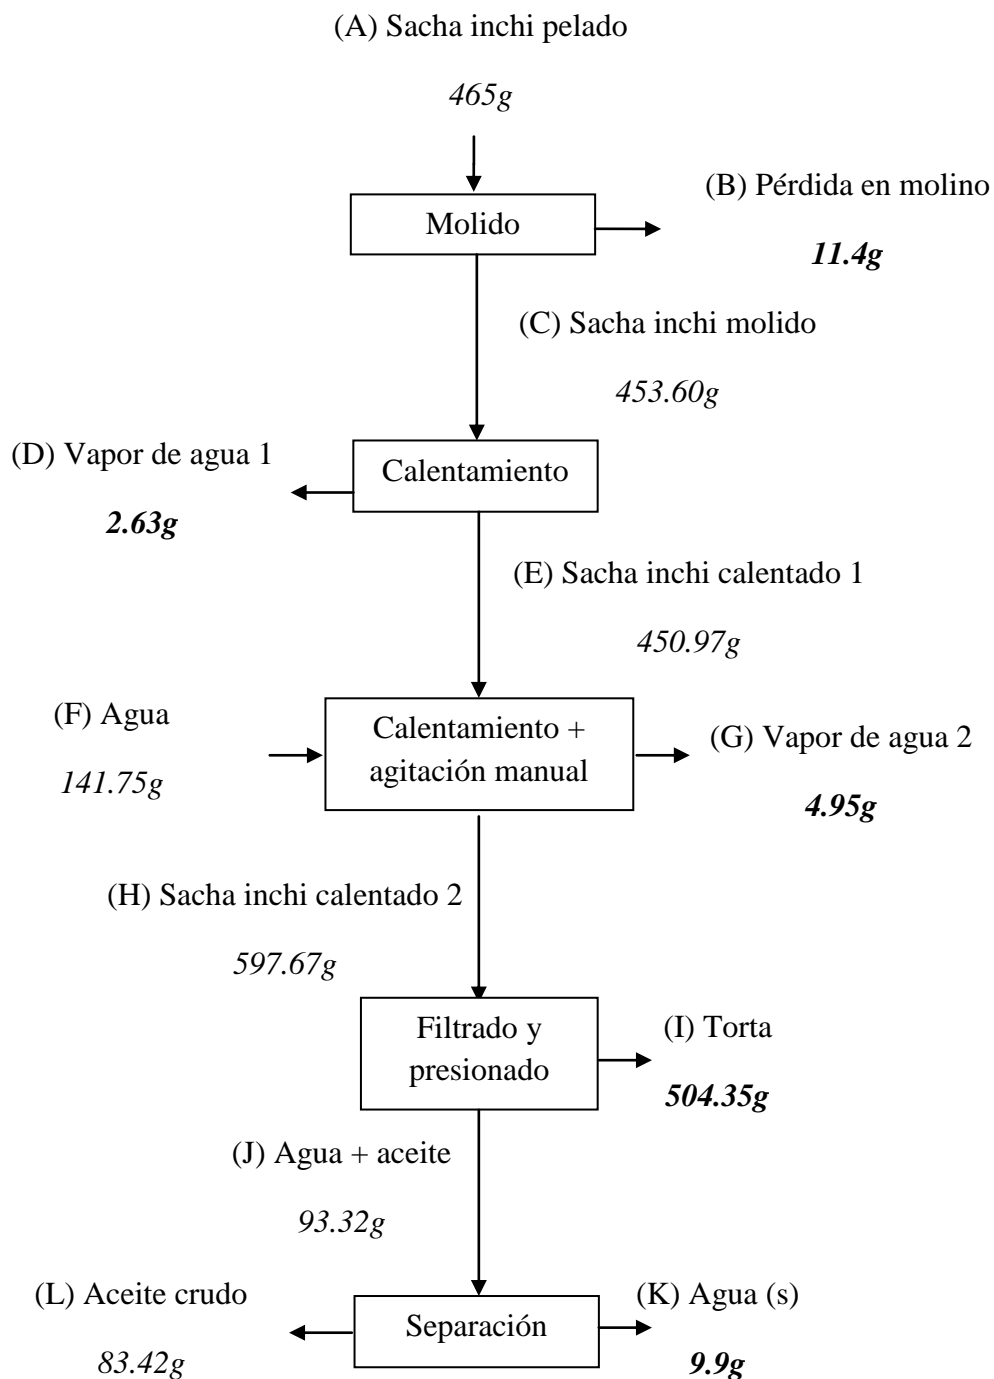 (A) Sacha inchi pelado
465g
Molido
(B) Pérdida en molino
11.4g
(C) Sacha inchi molido
453.60g
(D) Vapor de agua 1
2.63g
Calentamiento
(E) Sacha inchi calentado 1
450.97g
(F) Agua
141.75g
Calentamiento +
agitación manual
(G) Vapor de agua 2
4.95g
(H) Sacha inchi calentado 2
597.67g
Filtrado y
presionado
(I) Torta
504.35g
(J) Agua + aceite
93.32g
(L) Aceite crudo
83.42g
Separación
(K) Agua (s)
9.9g